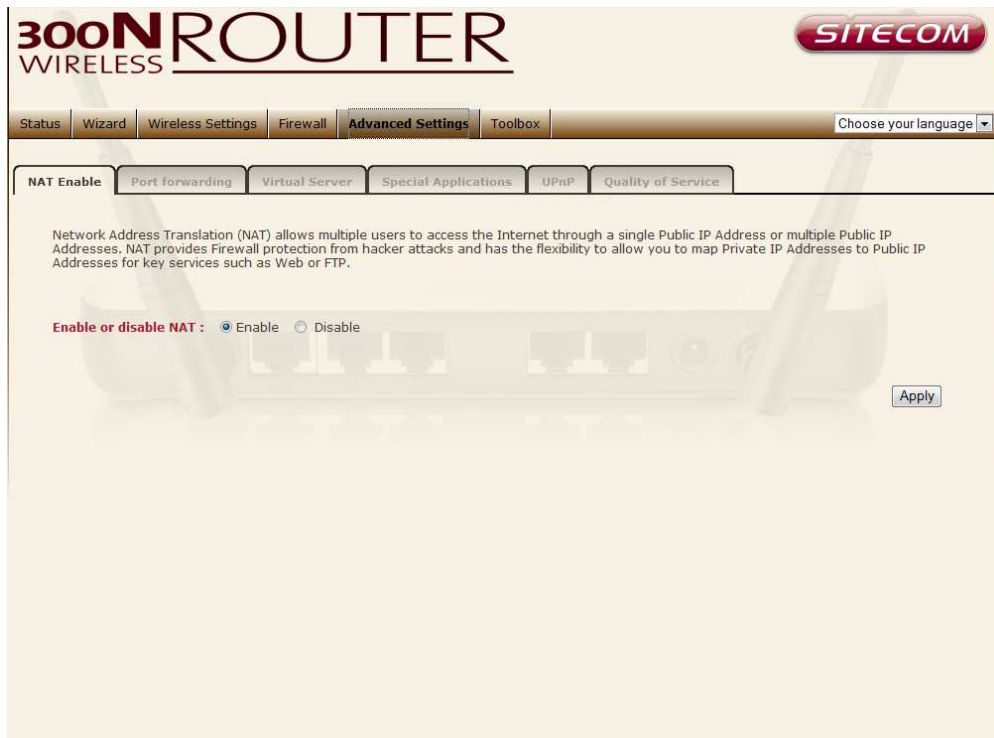 300N ROUTER
WIRELESS
SITECOM
Status Wizard Wireless Settings Firewall Advanced Settings Toolbox Choose your language
NAT Enable Port forwarding Virtual Server Special Applications UPnP Quality of Service
Network Address Translation (NAT) allows multiple users to access the Internet through a single Public IP Address or multiple Public IP
Addresses. NAT provides Firewall protection from hacker attacks and has the flexibility to allow you to map Private IP Addresses to Public IP
Addresses for key services such as Web or FTP.
Enable or disable NAT : Enable Disable
Apply